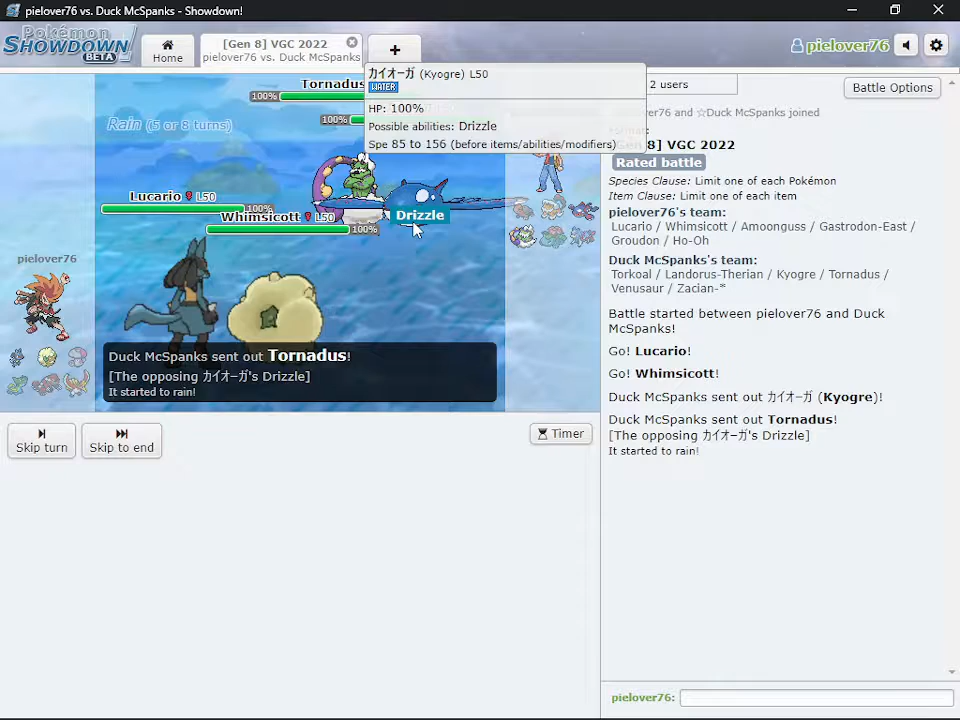 pielover76 vs. Duck McSpanks - Showdown!
Pokémon
SHOWDOWN
BETA
Home
[Gen 8] VGC 2022
pielover76 vs. Duck McSpanks
+
pielover76
カイオーガ (Kyogre) L50
WATER
HP: 100%
Possible abilities: Drizzle
Spe 85 to 156 (before items/abilities/modifiers)
Tornadus
100%
100%
Rain (5 or 8 turns)
Lucario L50
100%
Whimsicott L50
100%
Drizzle
pielover76
Duck McSpanks sent out Tornadus!
[The opposing カイオーガ's Drizzle]
It started to rain!
Skip turn
Skip to end
Timer
2 users
Battle Options
er76 and ☆Duck McSpanks joined
8] VGC 2022
Rated battle
Species Clause: Limit one of each Pokémon
Item Clause: Limit one of each item
pielover76's team:
Lucario / Whimsicott / Amoonguss / Gastrodon-East /
Groudon / Ho-Oh
Duck McSpanks's team:
Torkoal / Landorus-Therian / Kyogre / Tornadus /
Venusaur / Zacian-*
Battle started between pielover76 and Duck
McSpanks!
Go! Lucario!
Go! Whimsicott!
Duck McSpanks sent out カイオーガ (Kyogre)!
Duck McSpanks sent out Tornadus!
[The opposing カイオーガ's Drizzle]
It started to rain!
pielover76: